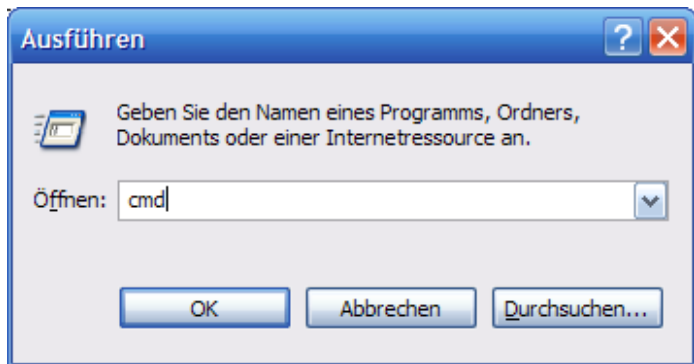 Ausführen
Geben Sie den Namen eines Programms, Ordners,
Dokuments oder einer Internetressource an.
Öffnen: cmd
OK Abbrechen Durchsuchen...